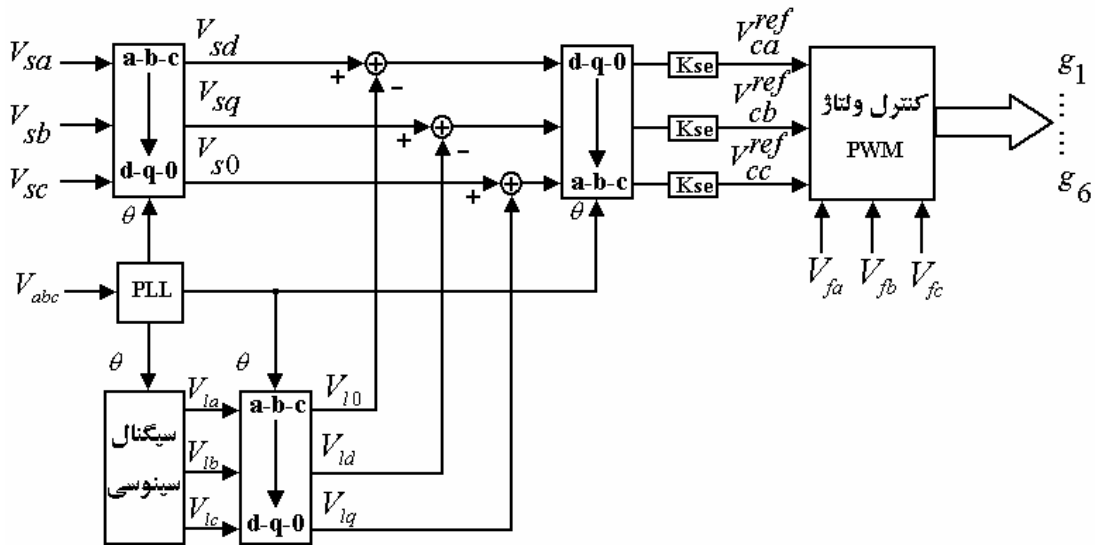 V_sa
V_sb
V_sc
a-b-c
d-q-0
V_sd
V_sq
V_s0
+
-
+
-
+
d-q-0
a-b-c
θ
θ
Kse
Kse
Kse
V_ca^ref
V_cb^ref
V_cc^ref
کنترل ولتاژ
PWM
g_1
g_6
V_fa
V_fb
V_fc
V_abc
PLL
θ
θ
سیگنال
سینوسی
V_la
V_lb
V_lc
a-b-c
d-q-0
V_l0
V_ld
V_lq